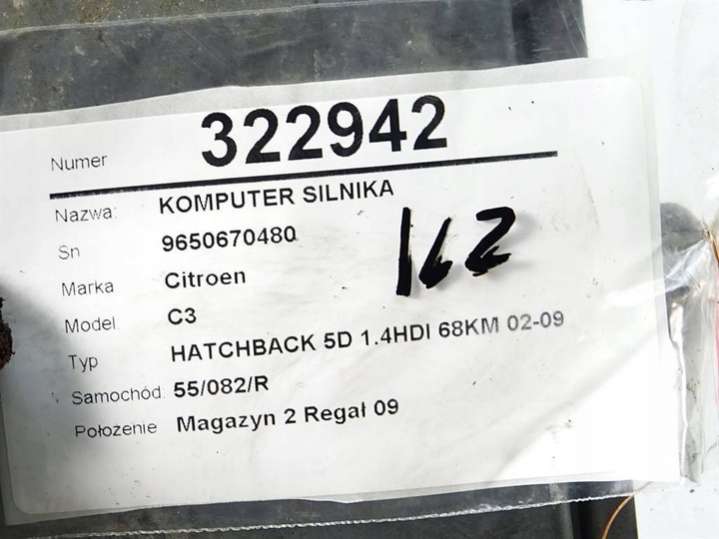 Numer 322942
Nazwa: KOMPUTER SILNIKA
Sn 9650670480
162
Marka Citroen
Model C3
Typ HATCHBACK 5D 1.4HDI 68KM 02-09
Samochód: 55/082/R
Położenie Magazyn 2 Regał 09